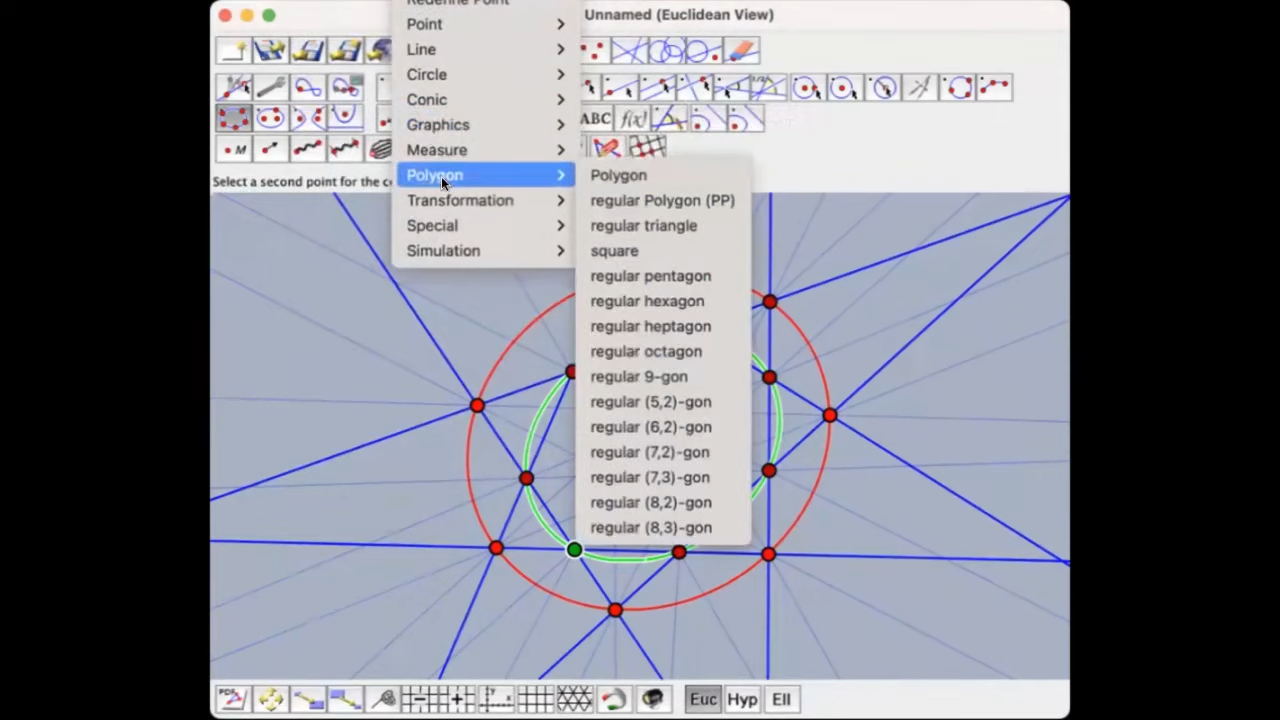 Redefine Point
Unnamed (Euclidean View)
Point
Line
Circle
Conic
Graphics
Measure
Polygon
Transformation
Special
Simulation
ABC
f(x)
M
Select a second point for the c
Polygon
regular Polygon (PP)
regular triangle
square
regular pentagon
regular hexagon
regular heptagon
regular octagon
regular 9-gon
regular (5,2)-gon
regular (6,2)-gon
regular (7,2)-gon
regular (7,3)-gon
regular (8,2)-gon
regular (8,3)-gon
PDF
Euc
Hyp
Ell